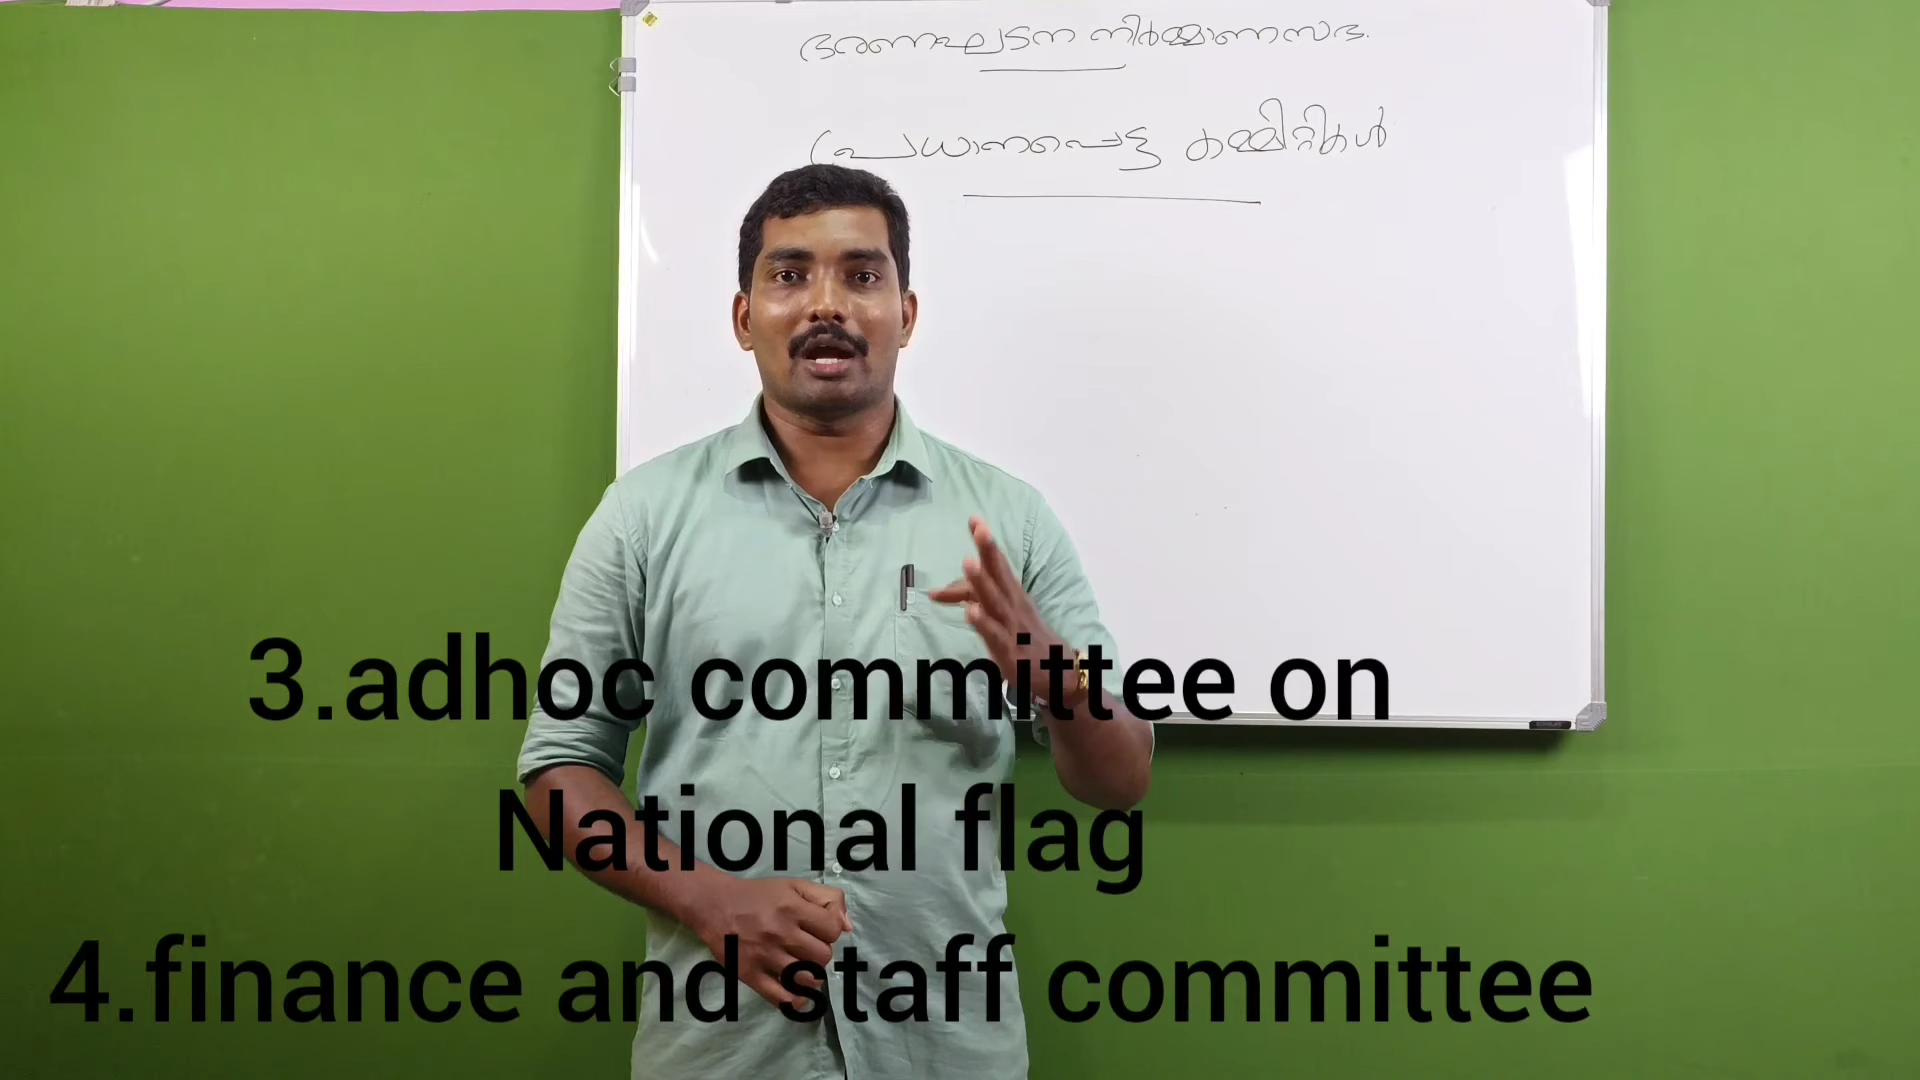 ഭരണഘടന നിർമ്മാണസഭ.
പ്രധാനപ്പെട്ട കമ്മിറ്റികൾ
3.adhoc committee on
National flag
4.finance and staff committee